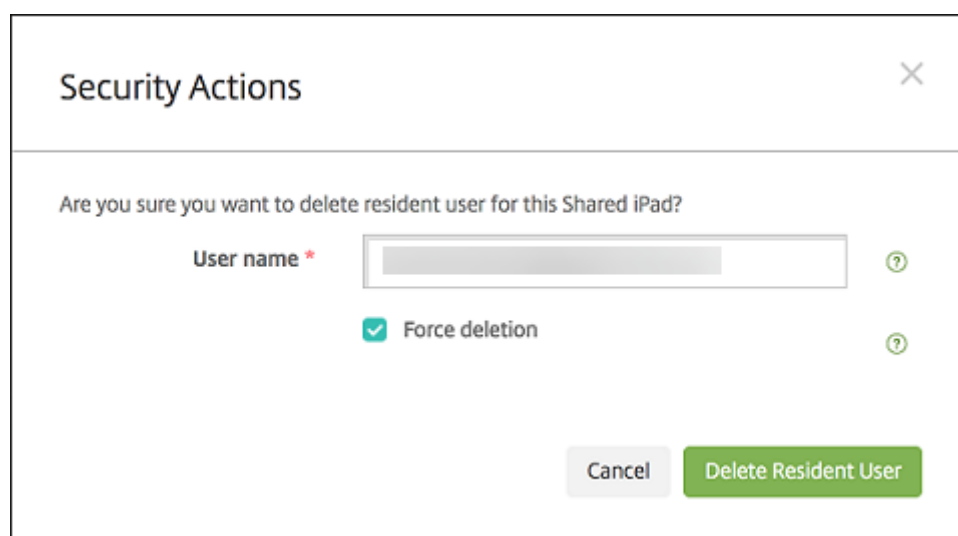 Security Actions
Are you sure you want to delete resident user for this Shared iPad?
User name *
Force deletion
Cancel
Delete Resident User